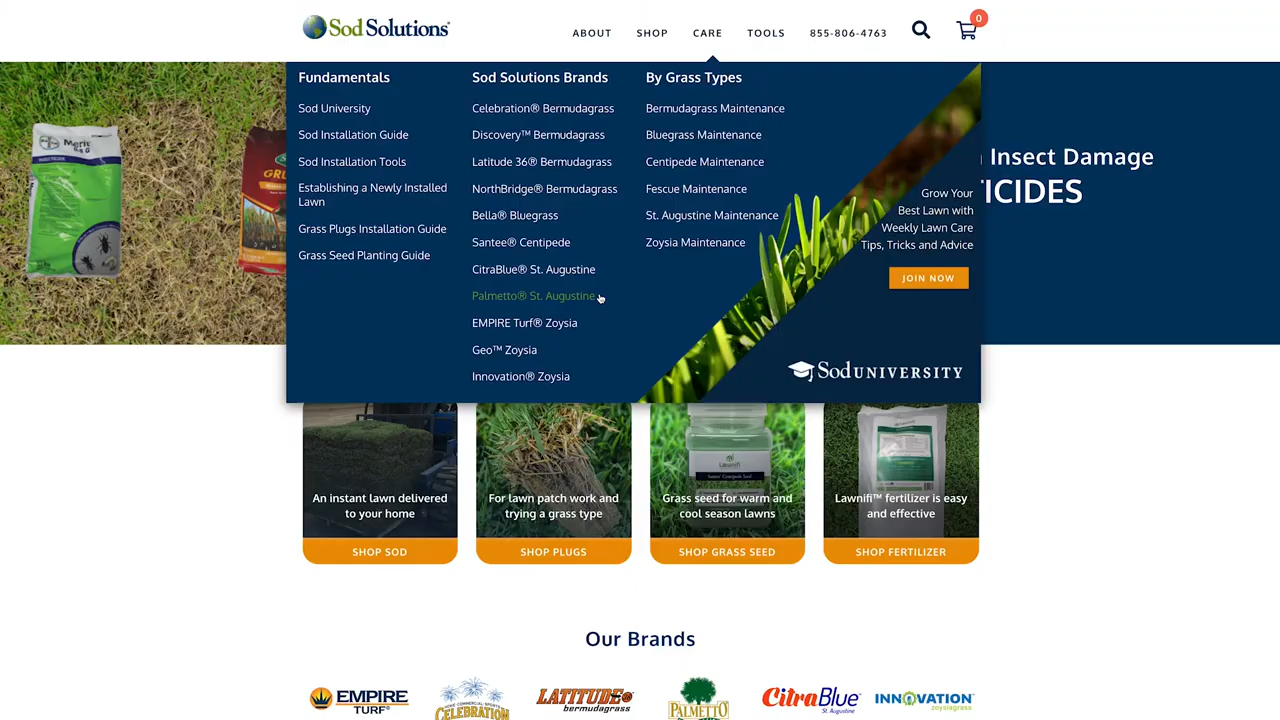 Sod Solutions
ABOUT
SHOP
CARE
TOOLS
855-806-4763
0
Fundamentals
Sod University
Sod Installation Guide
Sod Installation Tools
Establishing a Newly Installed
Lawn
Grass Plugs Installation Guide
Grass Seed Planting Guide
Sod Solutions Brands
Celebration® Bermudagrass
Discovery™ Bermudagrass
Latitude 36® Bermudagrass
NorthBridge® Bermudagrass
Bella® Bluegrass
Santee® Centipede
CitraBlue® St. Augustine
Palmetto® St. Augustine
EMPIRE Turf® Zoysia
Geo™ Zoysia
Innovation® Zoysia
By Grass Types
Bermudagrass Maintenance
Bluegrass Maintenance
Centipede Maintenance
Fescue Maintenance
St. Augustine Maintenance
Zoysia Maintenance
Grow Your
Best Lawn with
Weekly Lawn Care
Tips, Tricks and Advice
JOIN NOW
SodUNIVERSITY
Merit
Insect Damage
ICIDES
An instant lawn delivered
to your home
SHOP SOD
For lawn patch work and
trying a grass type
SHOP PLUGS
Lawnifi
Grass seed for warm and
cool season lawns
SHOP GRASS SEED
Lawnifi™ fertilizer is easy
and effective
SHOP FERTILIZER
Our Brands
EMPIRE
TURF®
CELEBRATION
LATITUDE 36
bermudagrass
PALMETTO
CitraBlue®
St. Augustine
INNOVATION
zoysiagrass